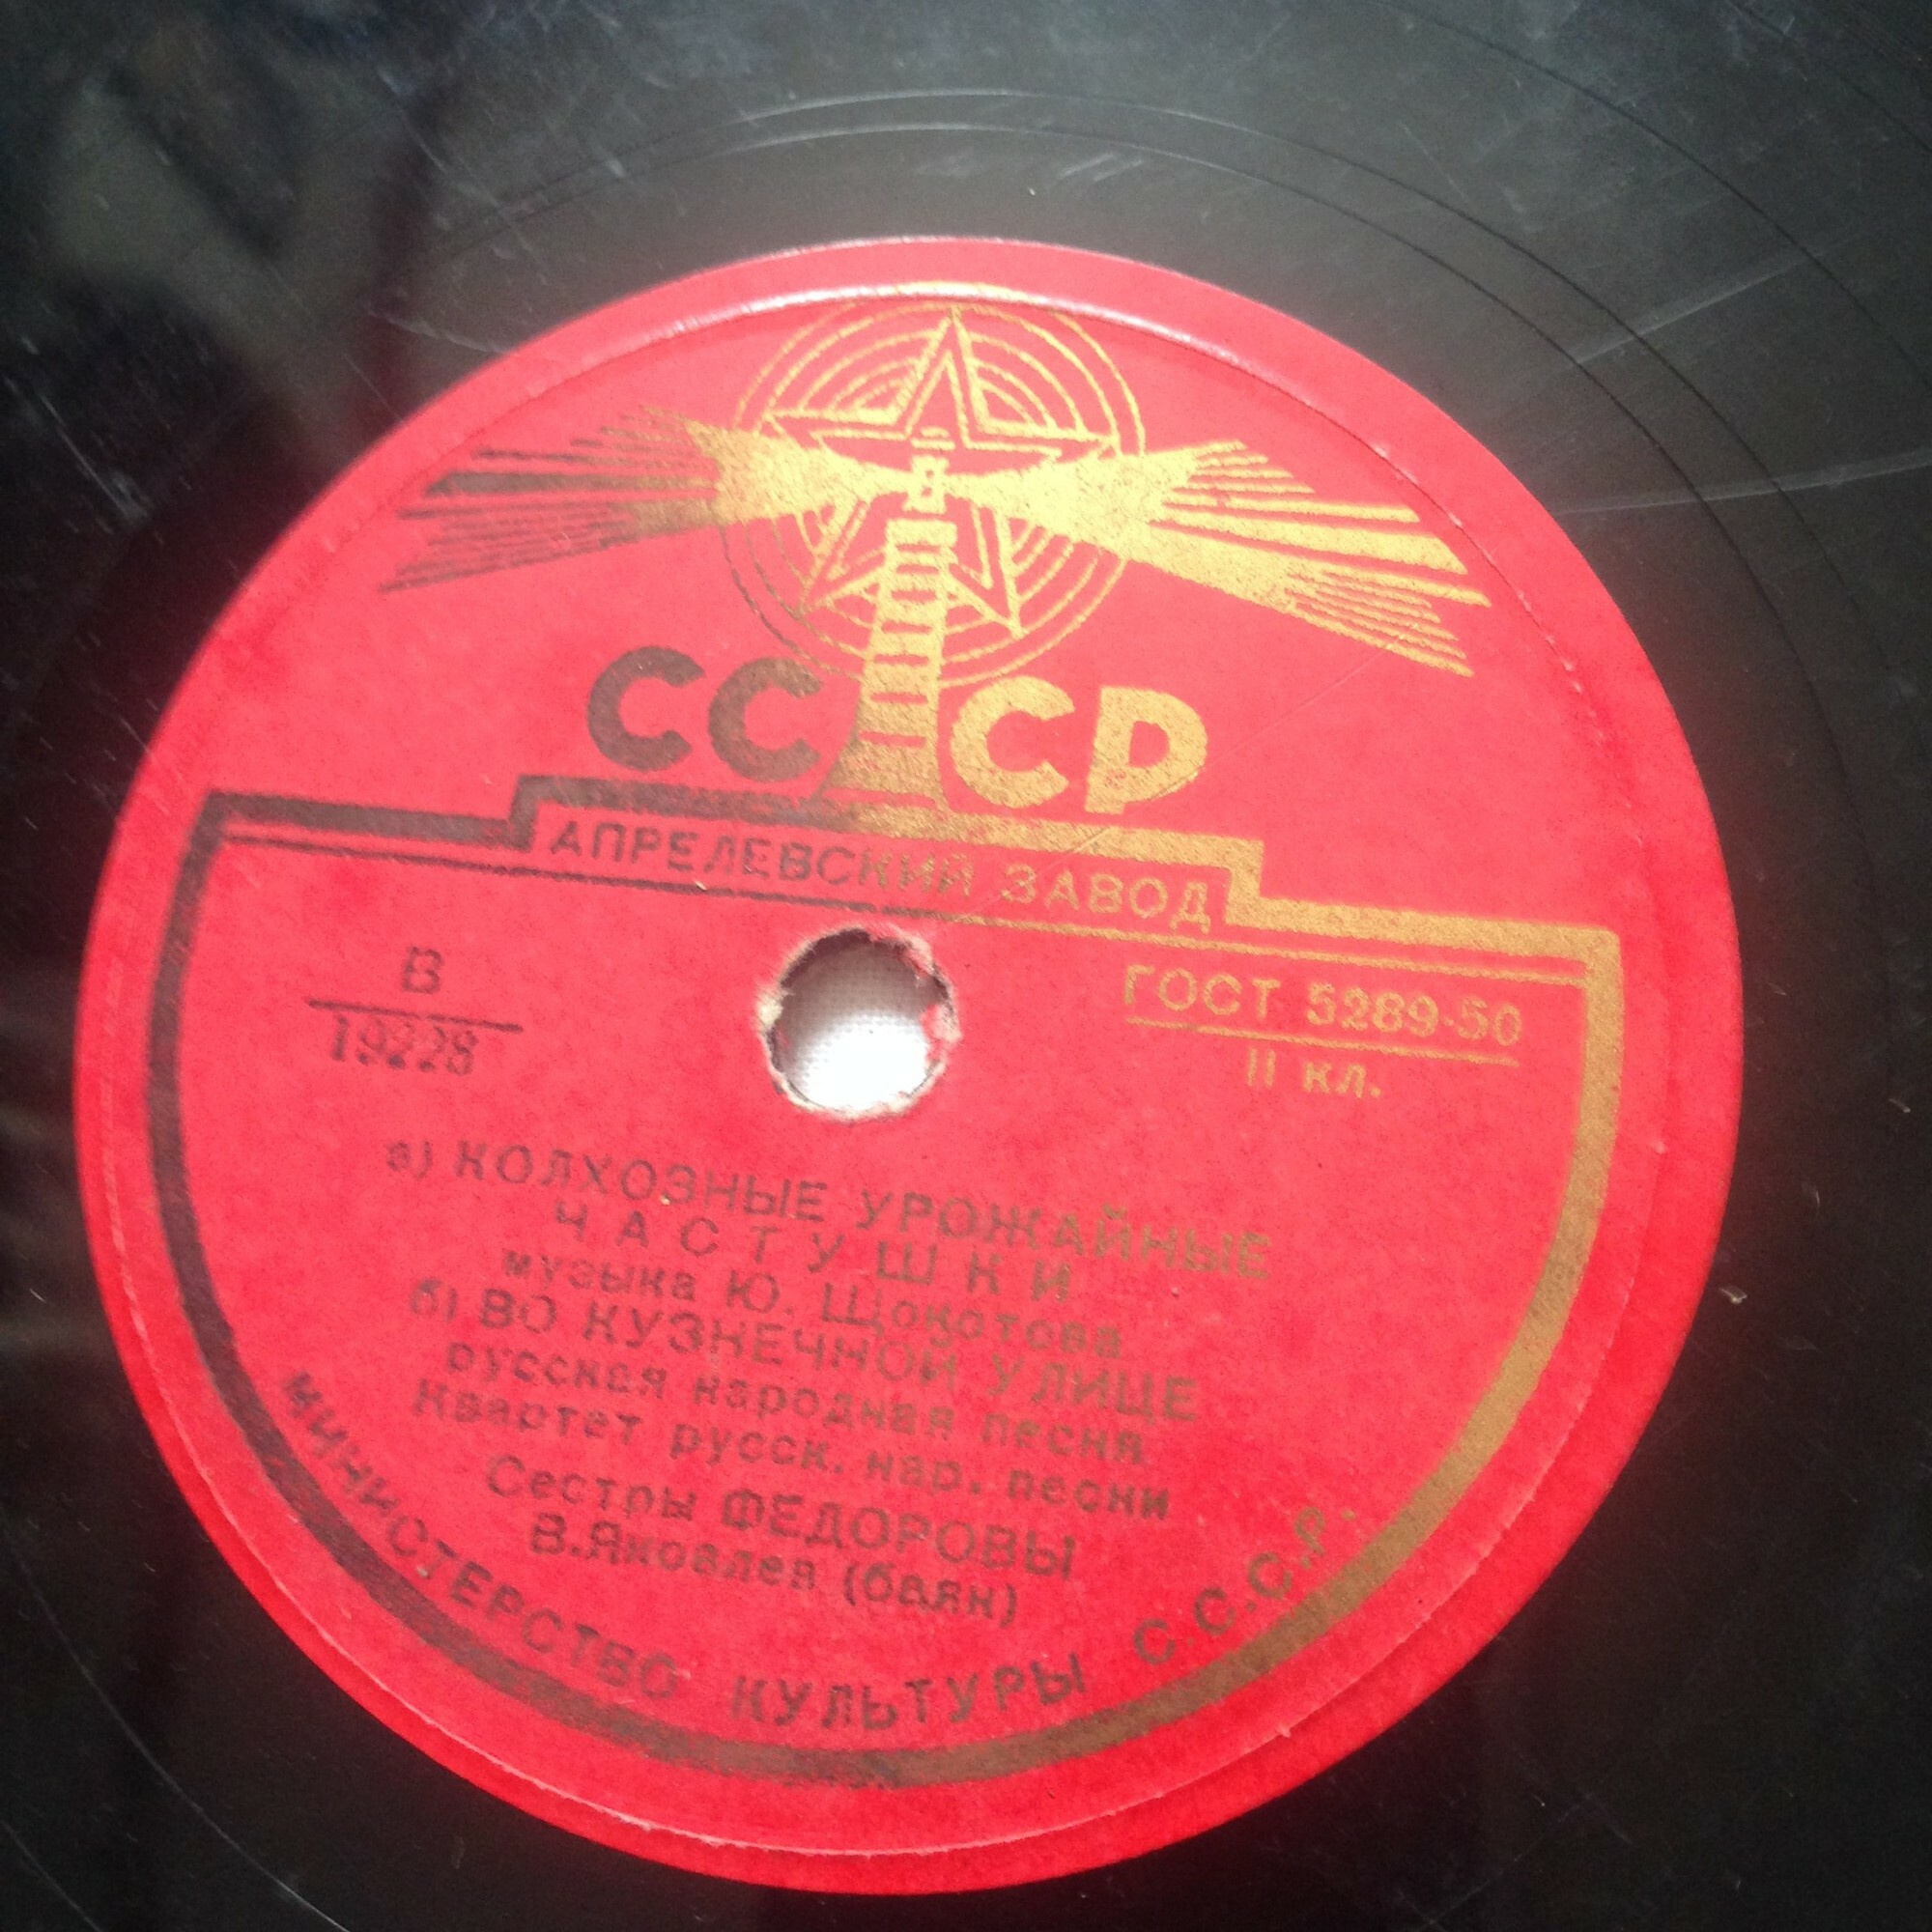 СССР
АПРЕЛЕВСКИЙ ЗАВОД
В
19228
ГОСТ 5289-50
II кл.
а) КОЛХОЗНЫЕ УРОЖАЙНЫЕ
ЧАСТУШКИ
музыка Ю. Щокотова
б) ВО КУЗНЕЧНОЙ УЛИЦЕ
русская народная песня
Квартет русск. нар. песни
Сестры ФЕДОРОВЫ
В.Яковлев (баян)
МИНИСТЕРСТВО КУЛЬТУРЫ С.С.С.Р.